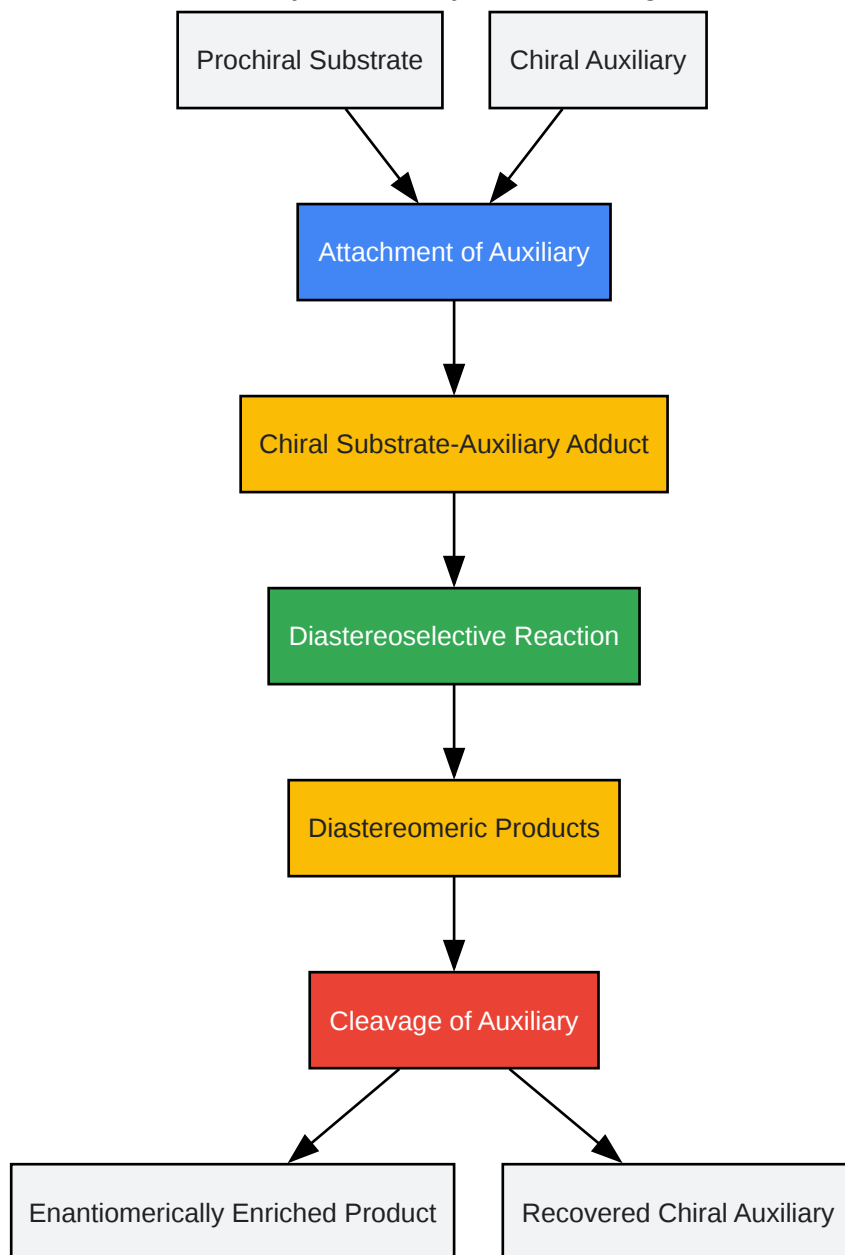 Prochiral Substrate
Chiral Auxiliary
Attachment of Auxiliary
Chiral Substrate-Auxiliary Adduct
Diastereoselective Reaction
Diastereomeric Products
Cleavage of Auxiliary
Enantiomerically Enriched Product
Recovered Chiral Auxiliary